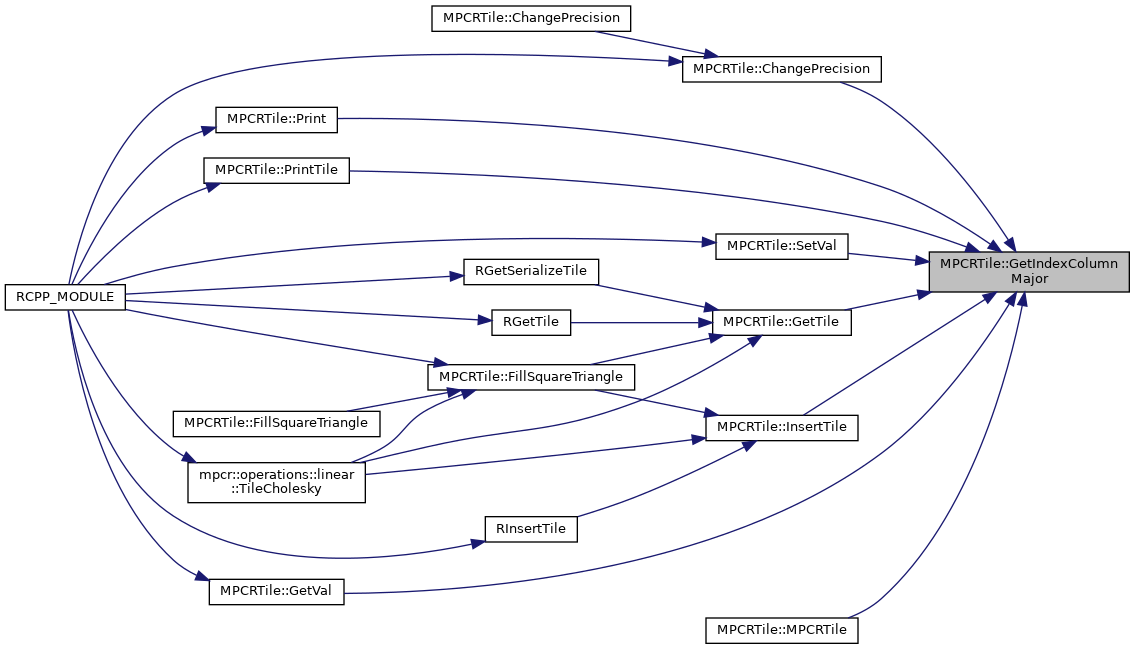 MPCRTile::ChangePrecision
MPCRTile::ChangePrecision
MPCRTile::Print
MPCRTile::PrintTile
MPCRTile::SetVal
MPCRTile::GetIndexColumn
Major
RGetSerializeTile
RCPP_MODULE
RGetTile
MPCRTile::GetTile
MPCRTile::FillSquareTriangle
MPCRTile::FillSquareTriangle
MPCRTile::InsertTile
mpcr::operations::linear
::TileCholesky
RInsertTile
MPCRTile::GetVal
MPCRTile::MPCRTile